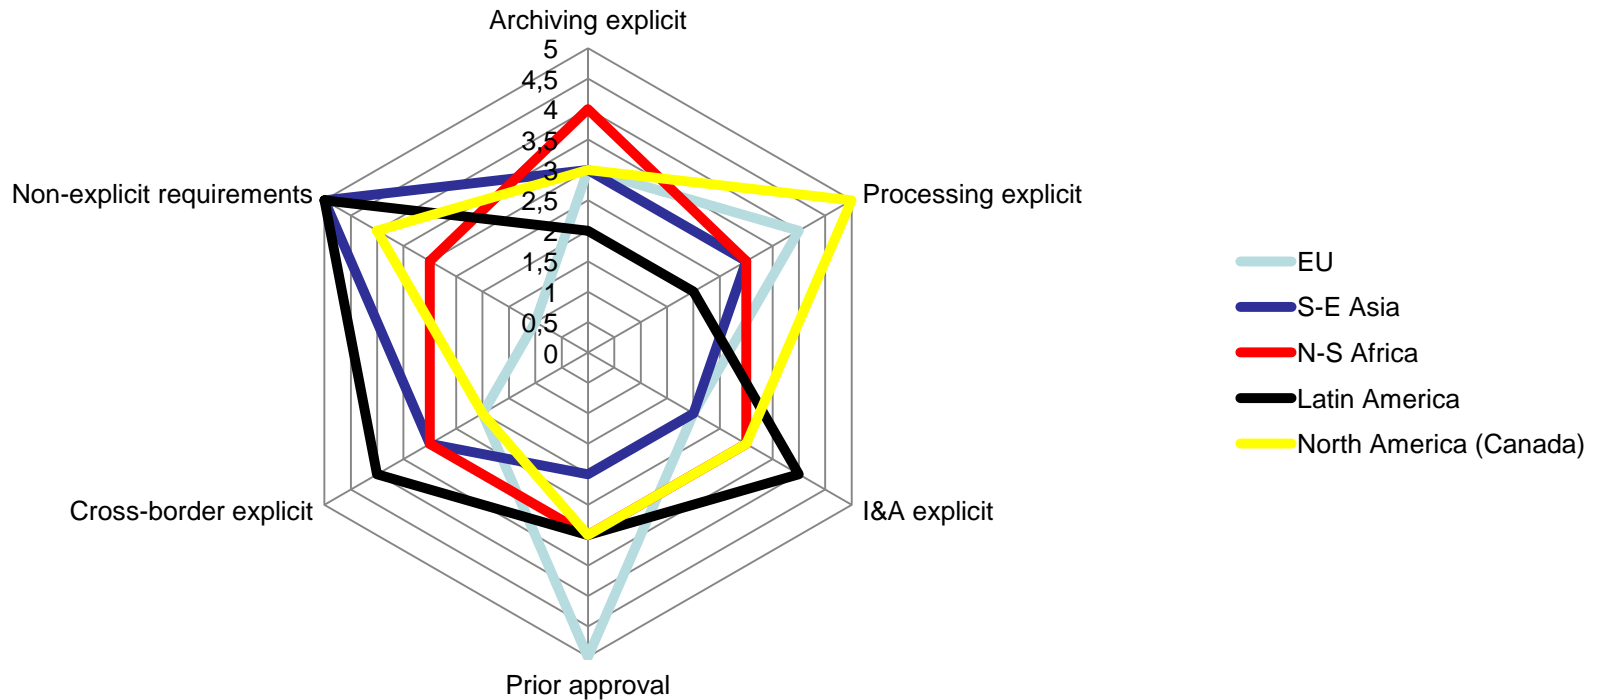 Archiving explicit
5
4,5
4
3,5
3
2,5
2
1,5
1
0,5
0
Non-explicit requirements
Processing explicit
Cross-border explicit
I&A explicit
Prior approval
EU
S-E Asia
N-S Africa
Latin America
North America (Canada)